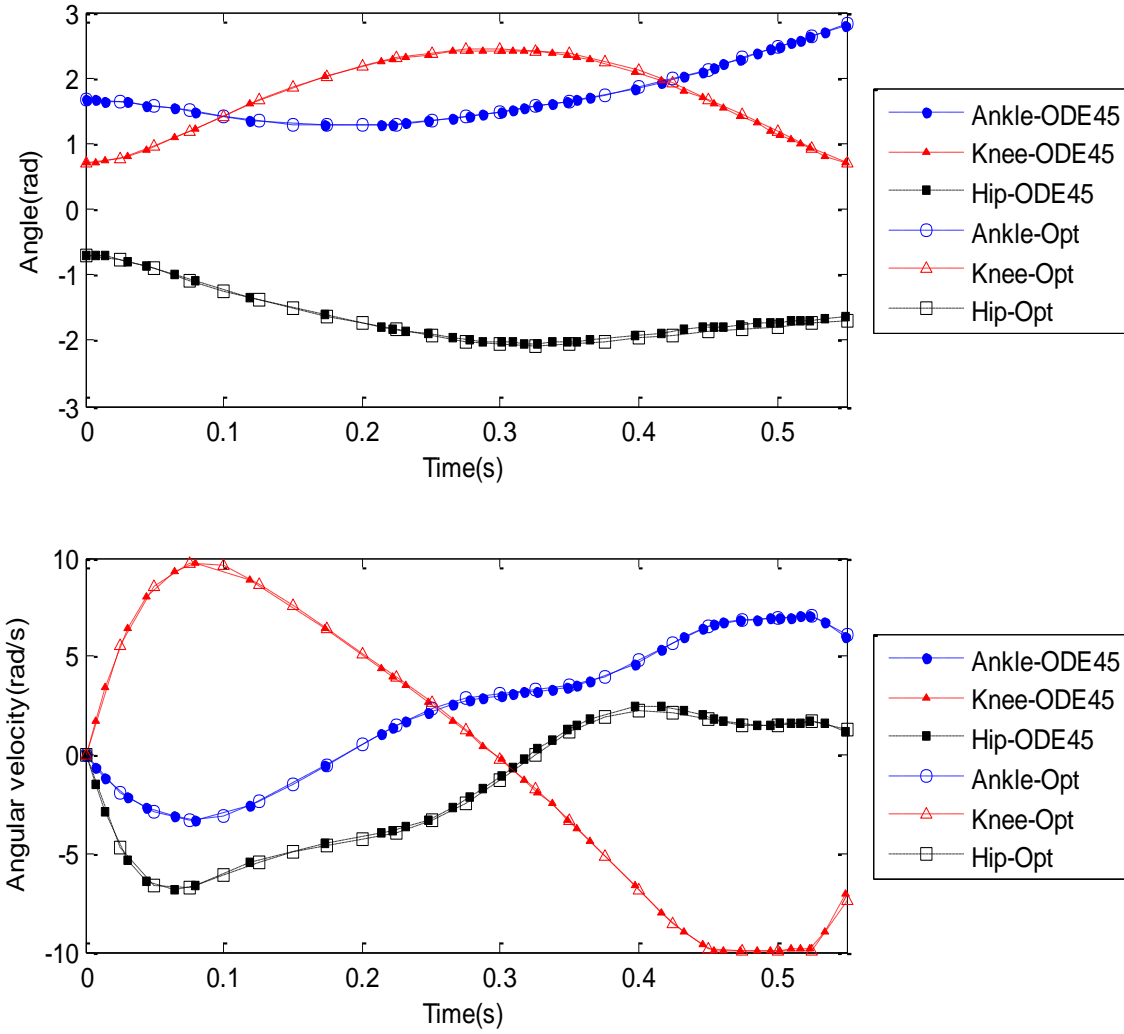 3
2
1
0
-1
-2
-3
Angle(rad)
0
0.1
0.2
0.3
0.4
0.5
Time(s)
Ankle-ODE45
Knee-ODE45
Hip-ODE45
Ankle-Opt
Knee-Opt
Hip-Opt
10
5
0
-5
-10
Angular velocity(rad/s)
0
0.1
0.2
0.3
0.4
0.5
Time(s)
Ankle-ODE45
Knee-ODE45
Hip-ODE45
Ankle-Opt
Knee-Opt
Hip-Opt